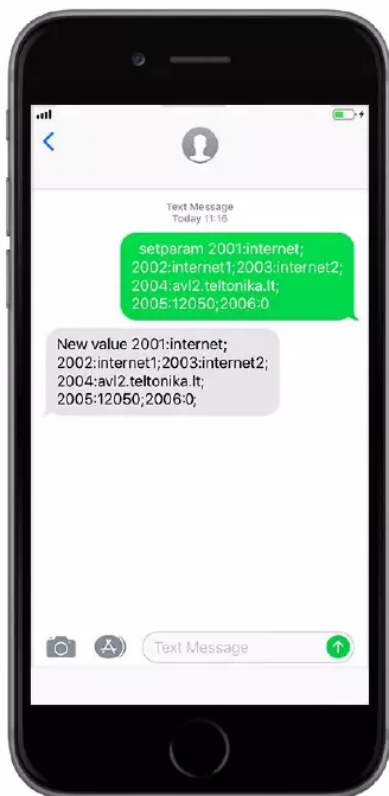 Text Message
Today 11:16
setparam 2001:internet;
2002:internet1;2003:internet2;
2004:avl2.teltonika.lt;
2005:12050;2006:0
New value 2001:internet;
2002:internet1;2003:internet2;
2004:avl2.teltonika.lt;
2005:12050;2006:0;
Text Message